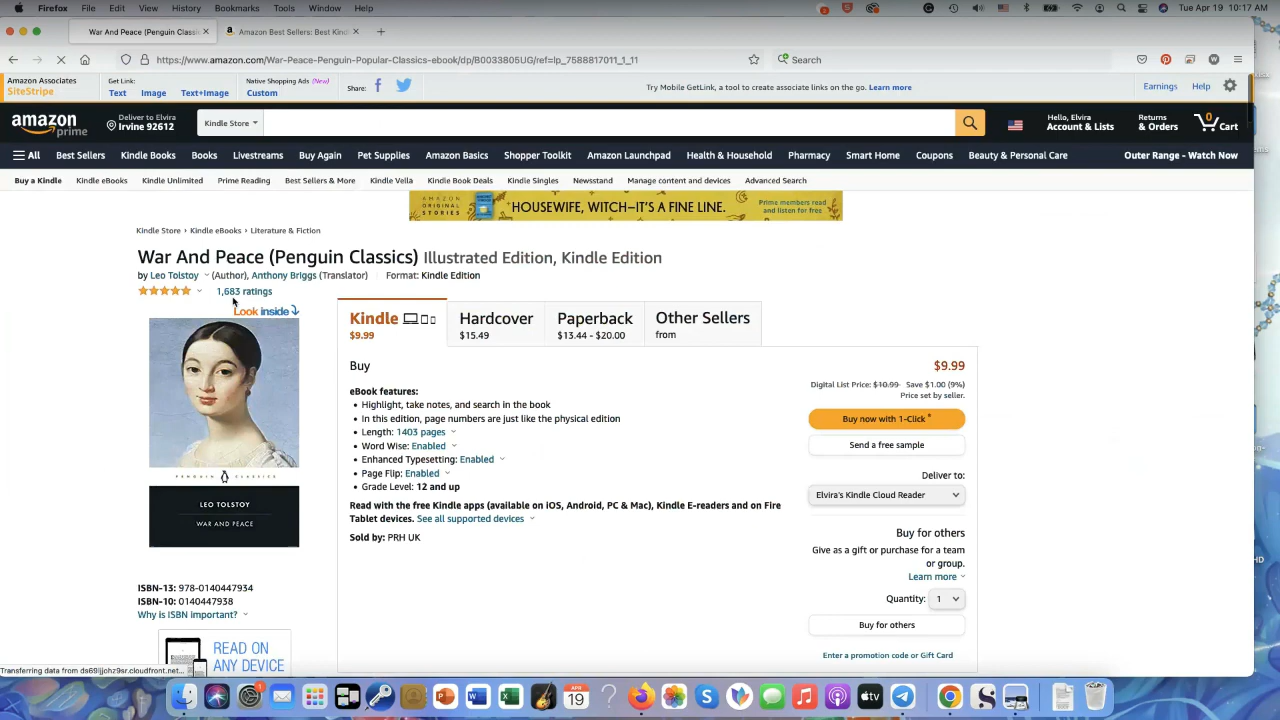 Firefox File Edit View History Bookmarks Tools Window Help Tue Apr 19 10:17 AM
War And Peace (Penguin Classi Amazon Best Sellers: Best Kind
https://www.amazon.com/War-Peace-Penguin-Popular-Classics-ebook/dp/B0033805UG/ref=lp_7588817011_1_11 Search
Amazon Associates Get Link: Native Shopping Ads (New)
SiteStripe Text Image Text+Image Custom Share: Try Mobile GetLink, a tool to create associate links on the go. Learn more Earnings Help
amazon prime Deliver to Elvira Irvine 92612 Kindle Store Hello, Elvira Account & Lists Returns & Orders 0 Cart
All Best Sellers Kindle Books Books Livestreams Buy Again Pet Supplies Amazon Basics Shopper Toolkit Amazon Launchpad Health & Household Pharmacy Smart Home Coupons Beauty & Personal Care Outer Range - Watch Now
Buy a Kindle Kindle eBooks Kindle Unlimited Prime Reading Best Sellers & More Kindle Vella Kindle Book Deals Kindle Singles Newsstand Manage content and devices Advanced Search
AMAZON ORIGINAL STORIES HOUSEWIFE, WITCH—IT'S A FINE LINE. Prime members read and listen for free
Kindle Store › Kindle eBooks › Literature & Fiction
War And Peace (Penguin Classics) Illustrated Edition, Kindle Edition
by Leo Tolstoy (Author), Anthony Briggs (Translator) Format: Kindle Edition
1,683 ratings
Look inside
Kindle Hardcover Paperback Other Sellers
$9.99 $15.49 $13.44 - $20.00 from
Buy $9.99
Digital List Price: $10.99 Save $1.00 (9%)
Price set by seller.
eBook features:
• Highlight, take notes, and search in the book
• In this edition, page numbers are just like the physical edition
• Length: 1403 pages
• Word Wise: Enabled
• Enhanced Typesetting: Enabled
• Page Flip: Enabled
• Grade Level: 12 and up
Read with the free Kindle apps (available on iOS, Android, PC & Mac), Kindle E-readers and on Fire
Tablet devices. See all supported devices
Sold by: PRH UK
Buy now with 1-Click ®
Send a free sample
Deliver to:
Elvira's Kindle Cloud Reader
Buy for others
Give as a gift or purchase for a team
or group.
Learn more
Quantity: 1
Buy for others
Enter a promotion code or Gift Card
PENGUIN CLASSICS
LEO TOLSTOY
WAR AND PEACE
ISBN-13: 978-0140447934
ISBN-10: 0140447938
Why is ISBN important?
READ ON
ANY DEVICE
Transferring data from ds69ljjohz9sr.cloudfront.net...
APR
19